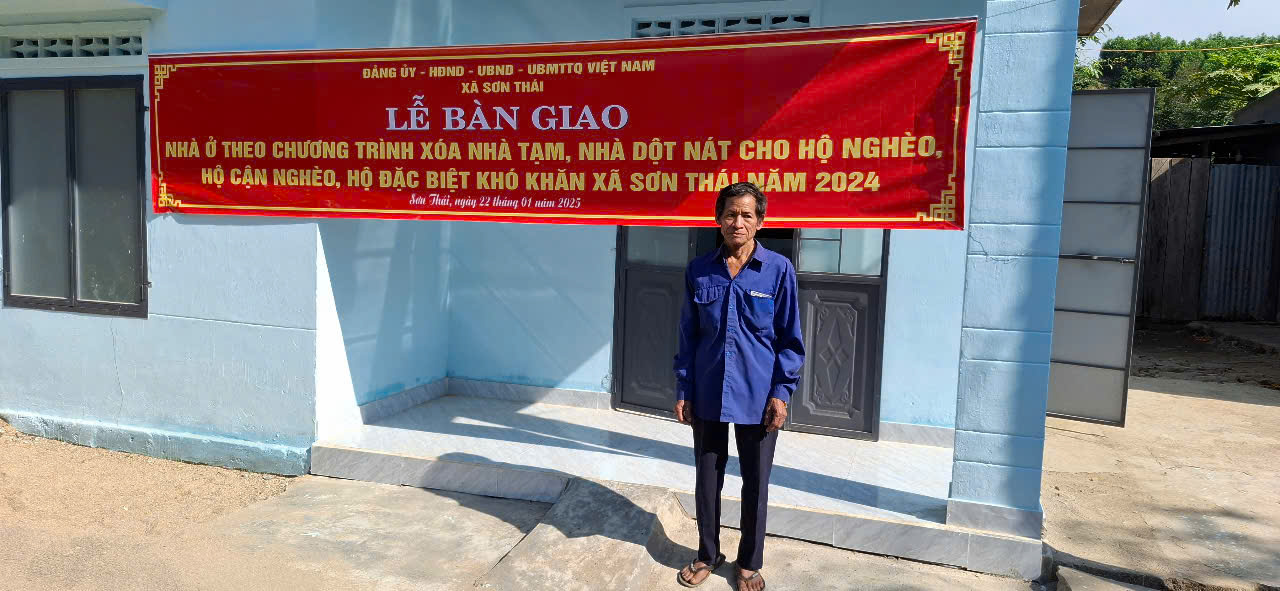 ĐẢNG ỦY - HĐND - UBND - UBMTTQ VIỆT NAM
XÃ SƠN THÁI
LỄ BÀN GIAO
NHÀ Ở THEO CHƯƠNG TRÌNH XÓA NHÀ TẠM, NHÀ DỘT NÁT CHO HỘ NGHÈO,
HỘ CẬN NGHÈO, HỘ ĐẶC BIỆT KHÓ KHĂN XÃ SƠN THÁI NĂM 2024
Sơn Thái, ngày 22 tháng 01 năm 2025